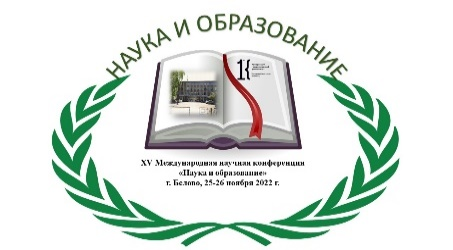 НАУКА И ОБРАЗОВАНИЕ
XV Международная научная конференция
«Наука и образование»
г. Белово, 25-26 ноября 2022 г.